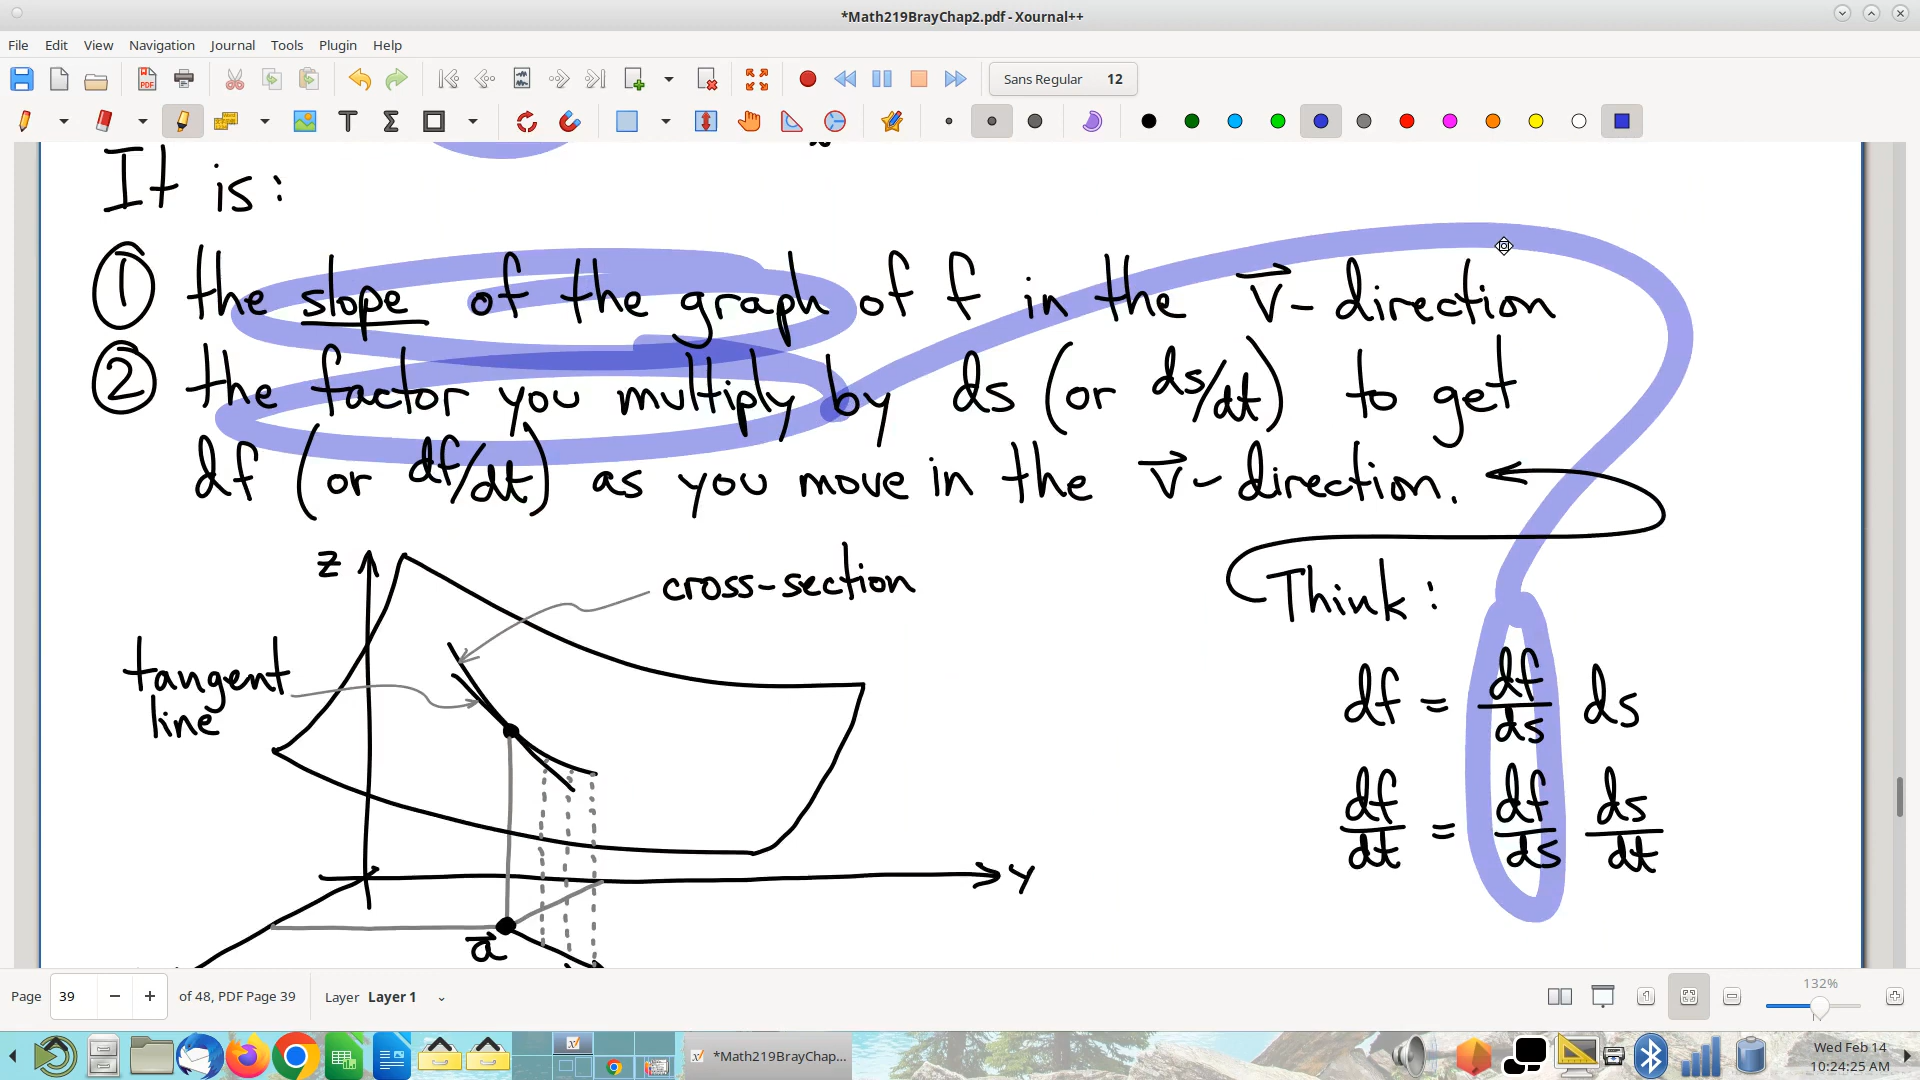 *Math219BrayChap2.pdf - Xournal++
File Edit View Navigation Journal Tools Plugin Help
Sans Regular 12
It is:
① the slope of the graph of f in the v⃗-direction
② the factor you multiply by ds (or ds/dt) to get
df (or df/dt) as you move in the v⃗-direction.
Think:
df = df/ds ds
df/dt = df/ds ds/dt
z
cross-section
tangent
line
y
a⃗
Page 39 of 48, PDF Page 39 Layer Layer 1 132%
*Math219BrayChap...
Wed Feb 14
10:24:25 AM